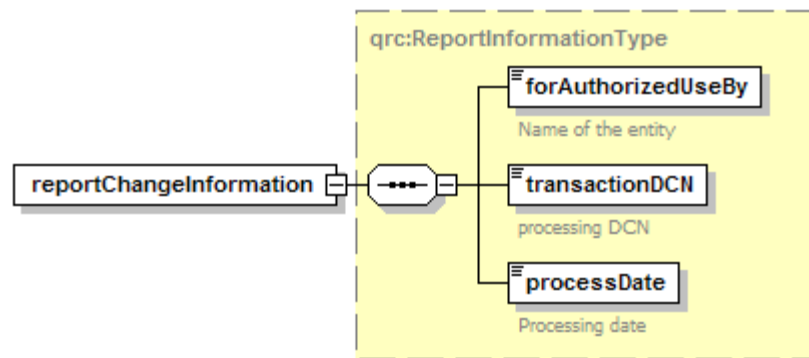 qrc:ReportInformationType
forAuthorizedUseBy
Name of the entity
reportChangeInformation
transactionDCN
processing DCN
processDate
Processing date